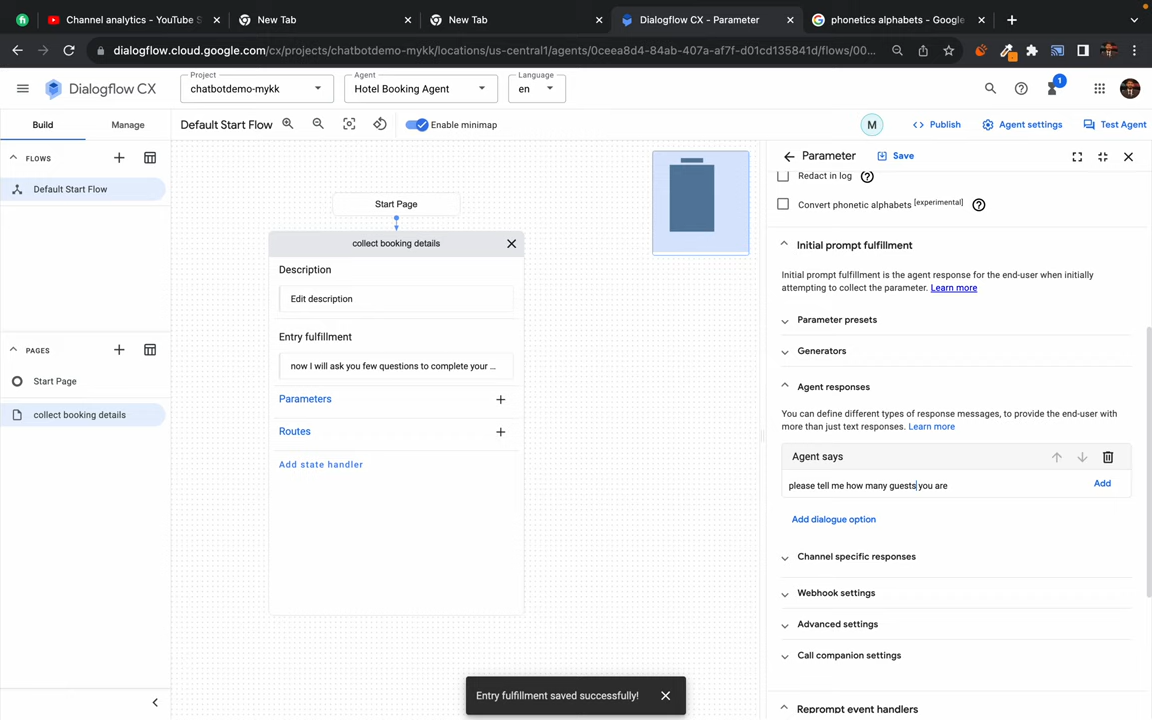 Channel analytics - YouTube S
New Tab
New Tab
Dialogflow CX - Parameter
phonetics alphabets - Google
dialogflow.cloud.google.com/cx/projects/chatbotdemo-mykk/locations/us-central1/agents/0ceea8d4-84ab-407a-af7f-d01cd135841d/flows/00...
Dialogflow CX
Project
chatbotdemo-mykk
Agent
Hotel Booking Agent
Language
en
1
Build
Manage
Default Start Flow
Enable minimap
M
Publish
Agent settings
Test Agent
FLOWS
Default Start Flow
PAGES
Start Page
collect booking details
Start Page
collect booking details
Description
Edit description
Entry fulfillment
now I will ask you few questions to complete your ...
Parameters
Routes
Add state handler
Entry fulfillment saved successfully!
Parameter
Save
Redact in log
Convert phonetic alphabets [experimental]
Initial prompt fulfillment
Initial prompt fulfillment is the agent response for the end-user when initially
attempting to collect the parameter. Learn more
Parameter presets
Generators
Agent responses
You can define different types of response messages, to provide the end-user with
more than just text responses. Learn more
Agent says
please tell me how many guests you are
Add
Add dialogue option
Channel specific responses
Webhook settings
Advanced settings
Call companion settings
Reprompt event handlers